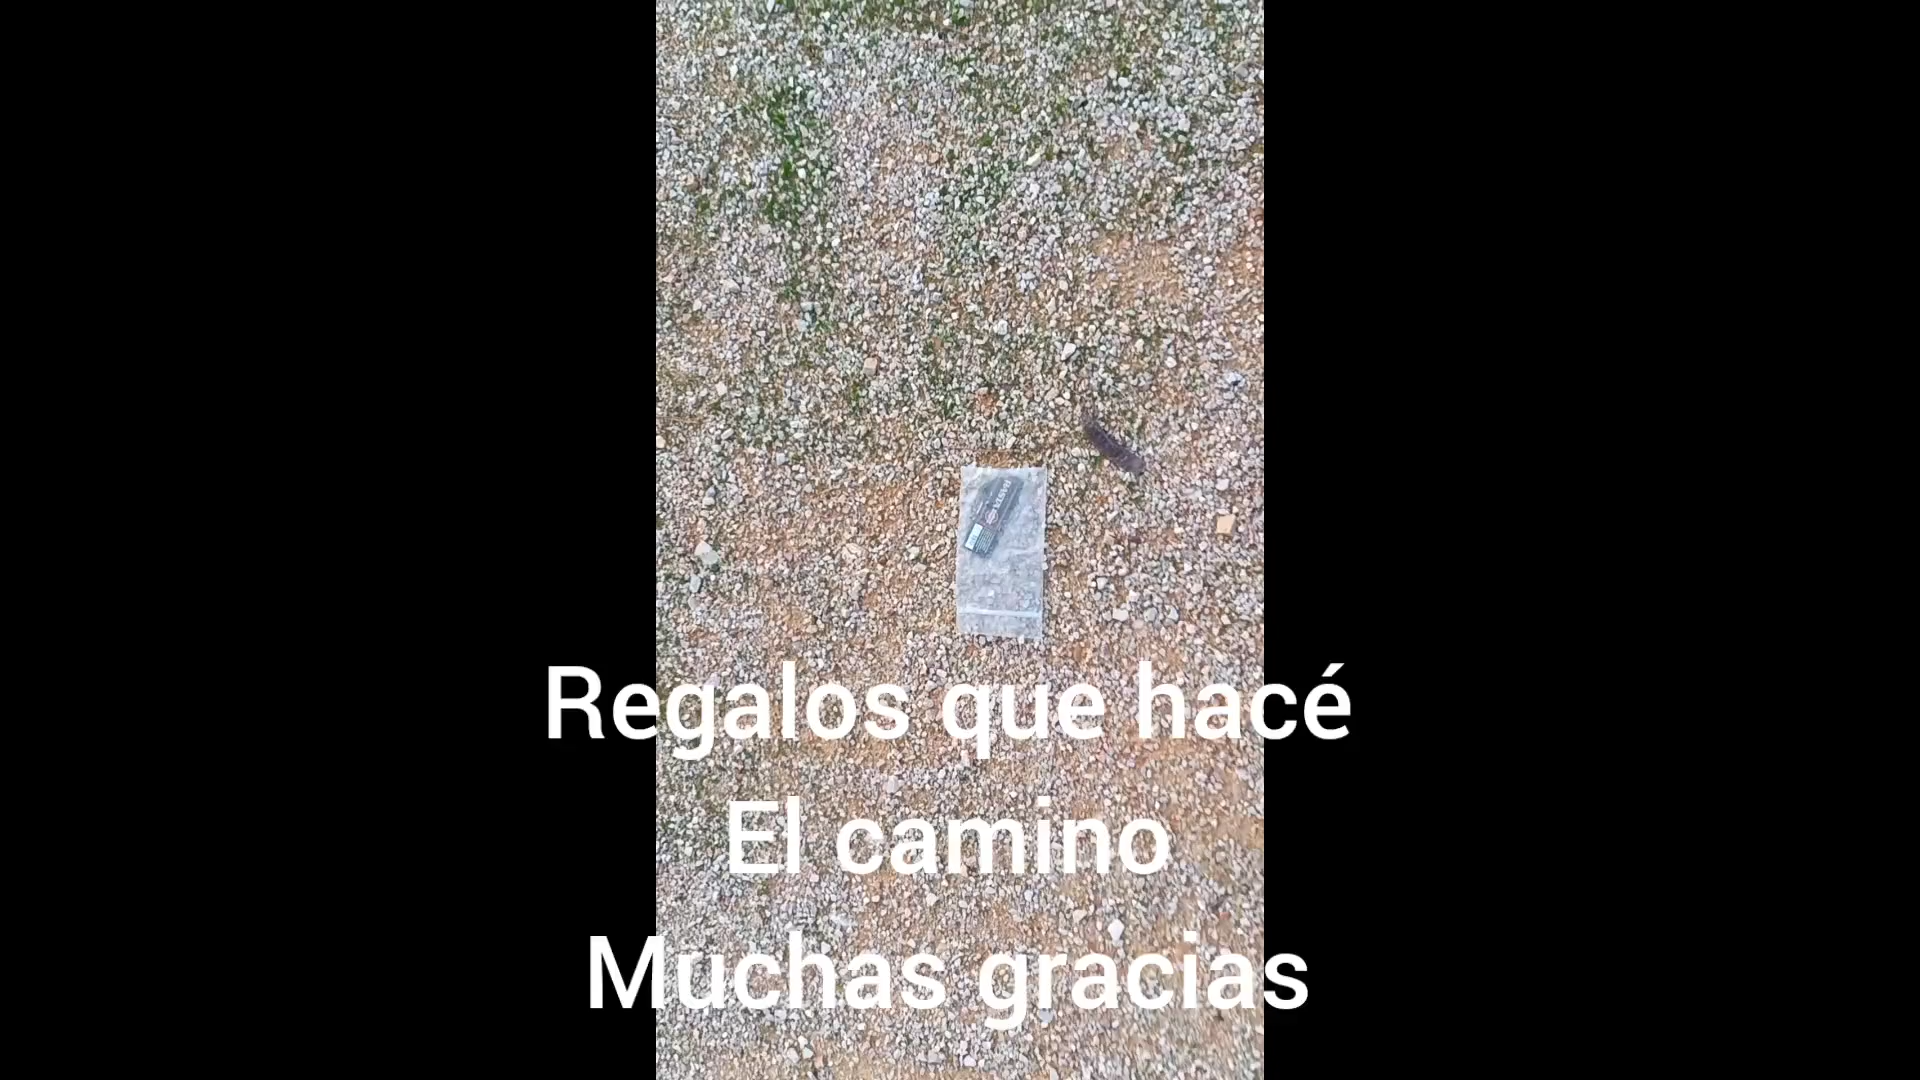 Regalos que hacé
El camino
Muchas gracias